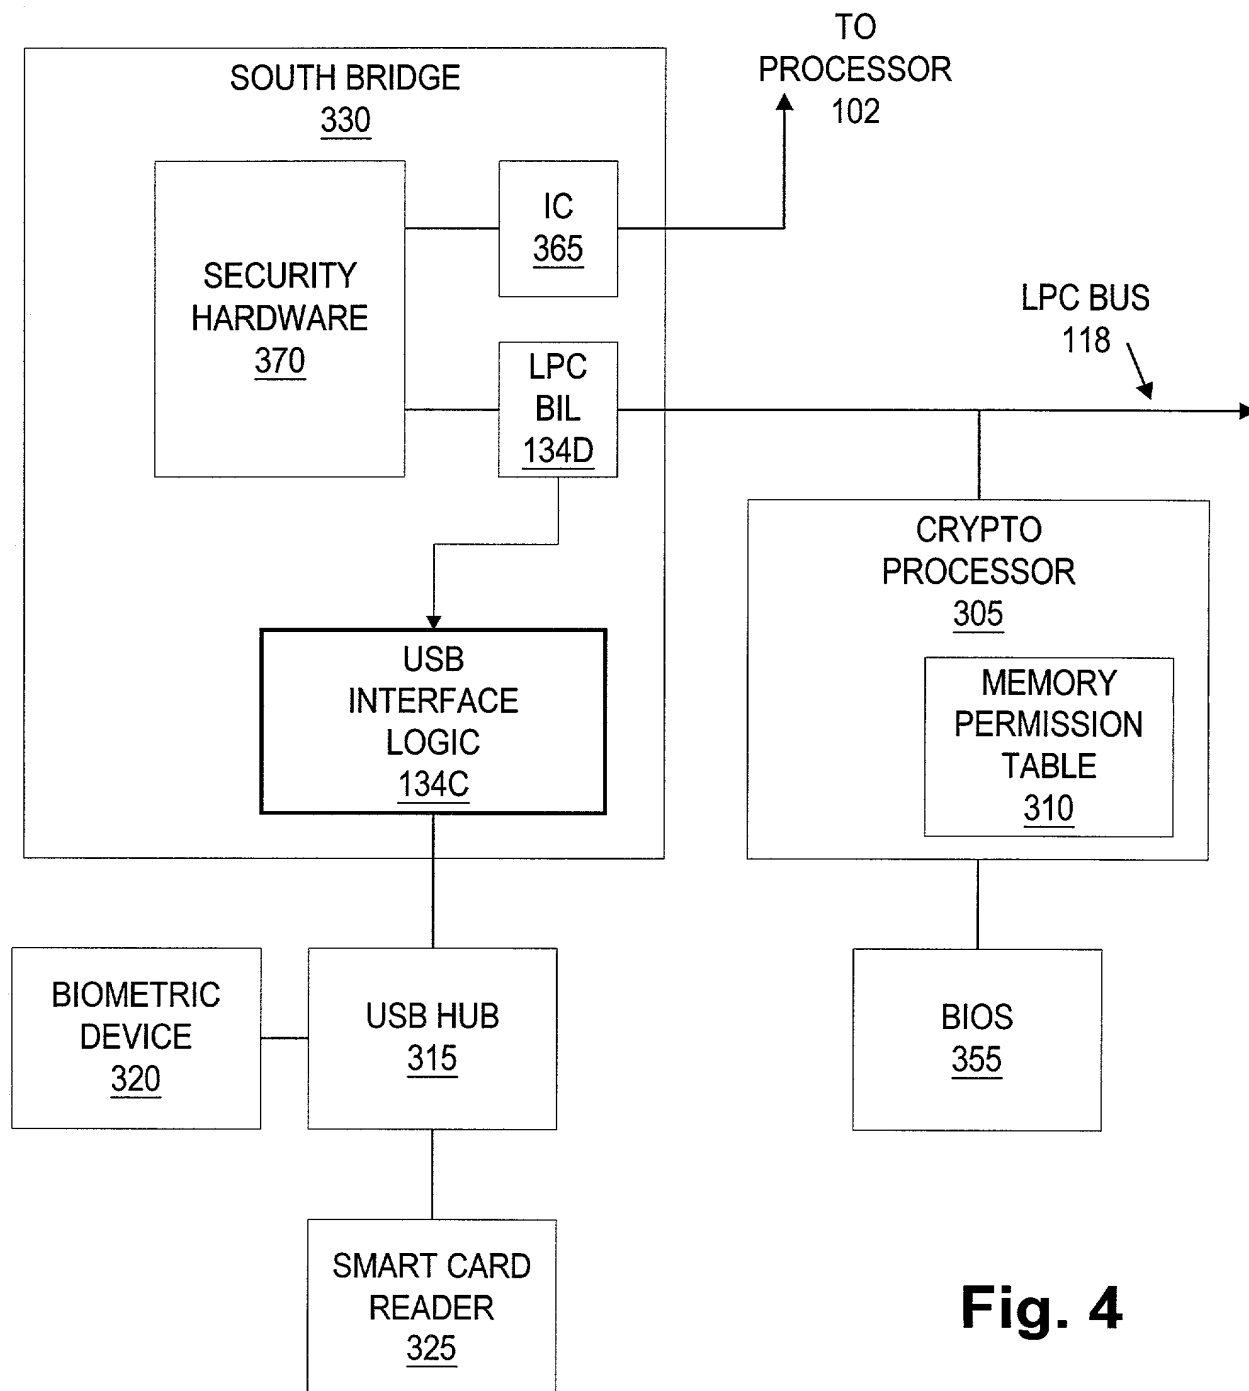 TO
PROCESSOR
102
SOUTH BRIDGE
330
IC
365
SECURITY
HARDWARE
370
LPC
BIL
134D
LPC BUS
118
CRYPTO
PROCESSOR
305
MEMORY
PERMISSION
TABLE
310
USB
INTERFACE
LOGIC
134C
BIOMETRIC
DEVICE
320
USB HUB
315
BIOS
355
SMART CARD
READER
325
Fig. 4